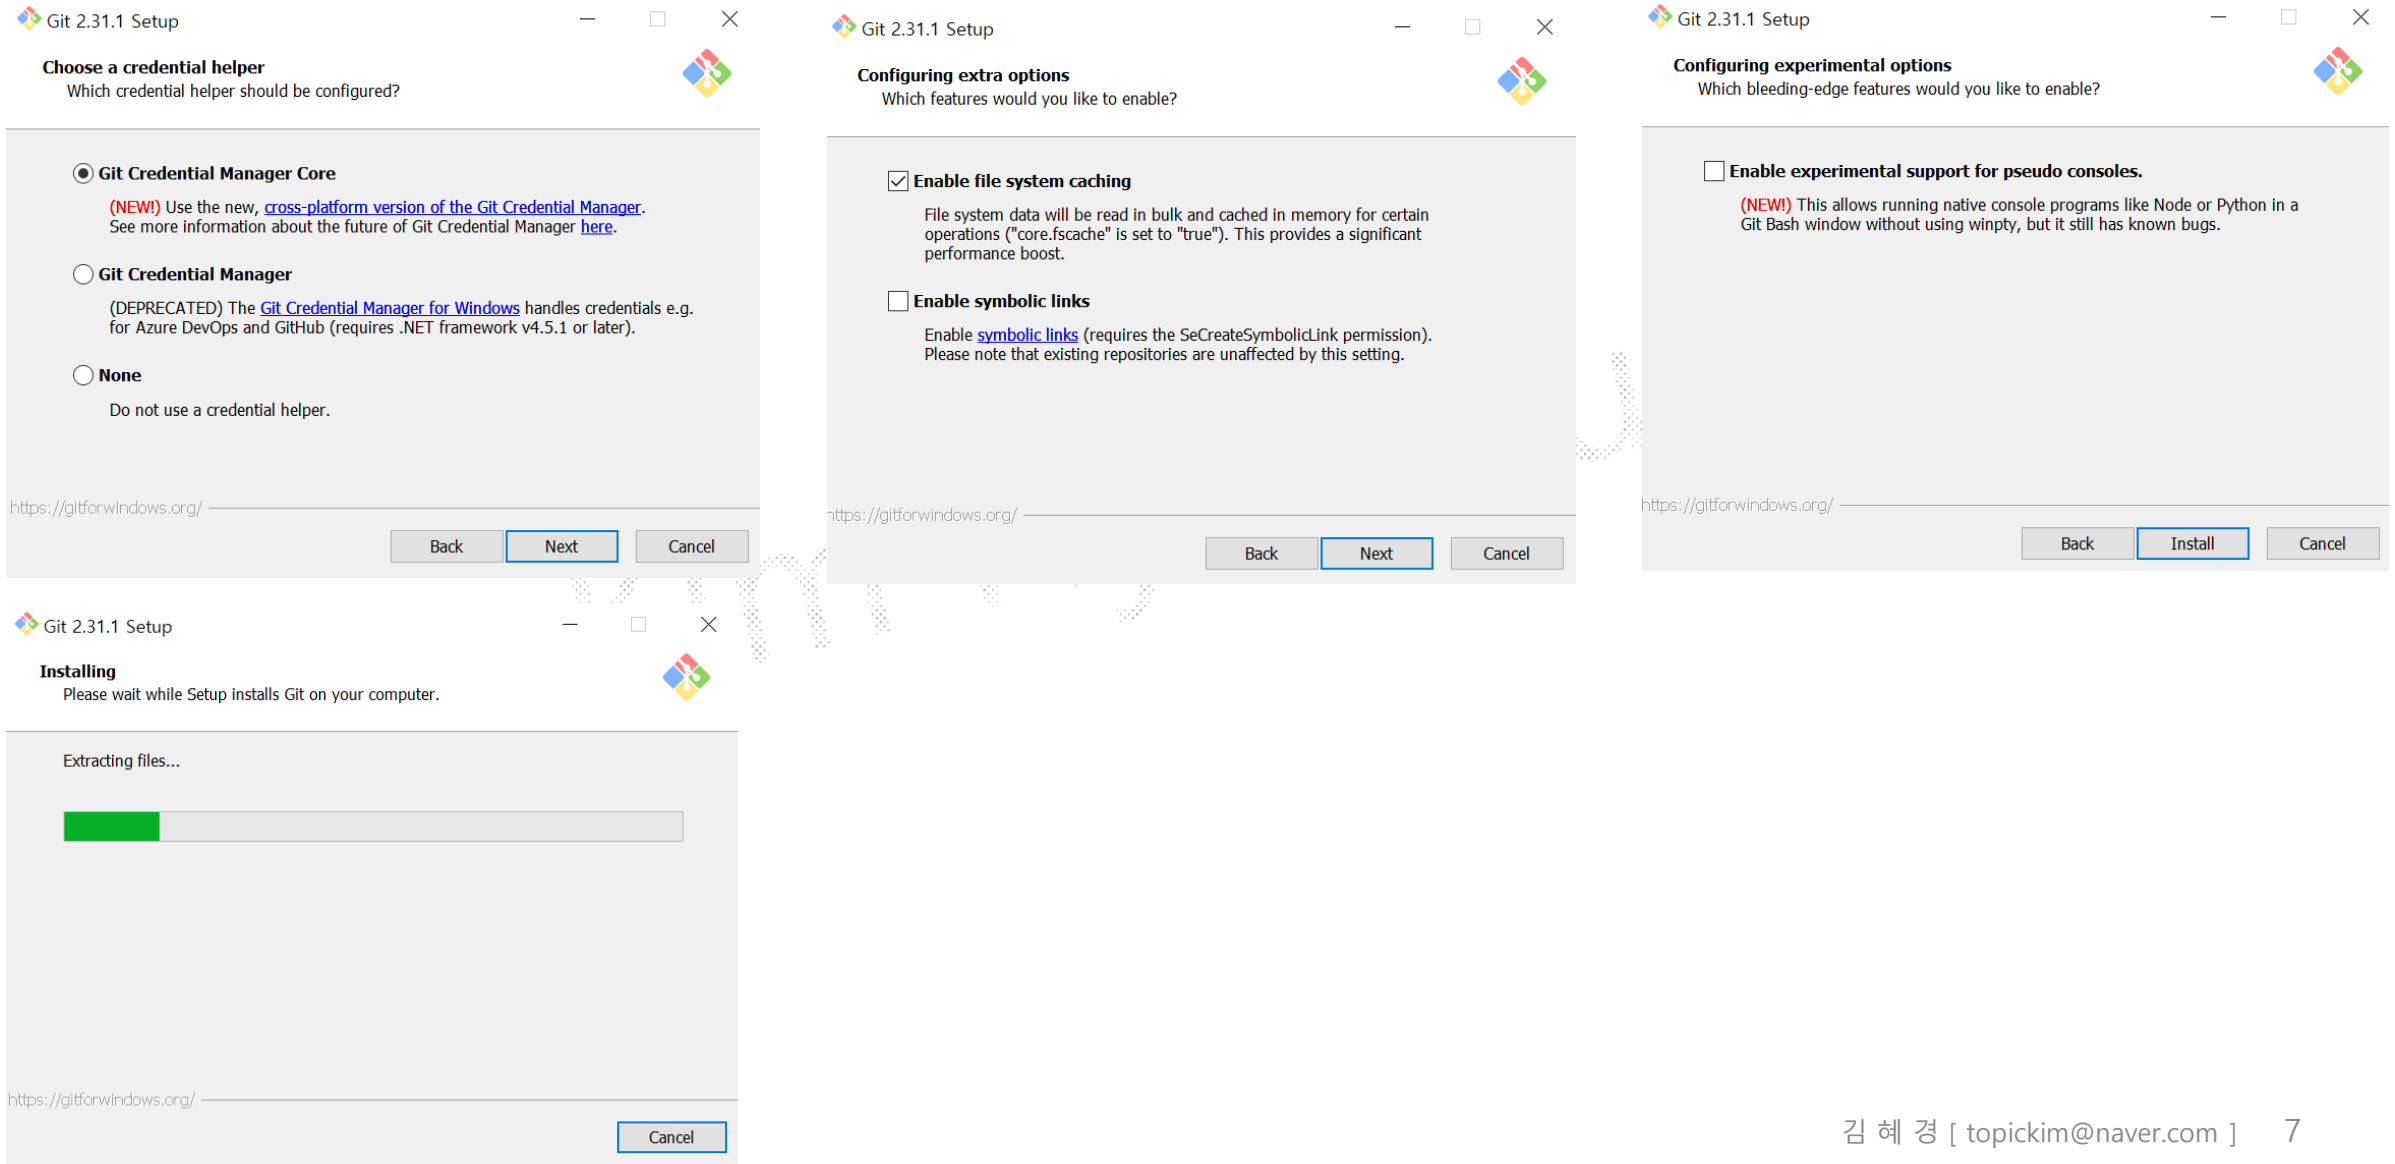 Git 2.31.1 Setup
Choose a credential helper
Which credential helper should be configured?
Git Credential Manager Core
(NEW!) Use the new, cross-platform version of the Git Credential Manager.
See more information about the future of Git Credential Manager here.
Git Credential Manager
(DEPRECATED) The Git Credential Manager for Windows handles credentials e.g.
for Azure DevOps and GitHub (requires .NET framework v4.5.1 or later).
None
Do not use a credential helper.
https://gitforwindows.org/
Back
Next
Cancel
Git 2.31.1 Setup
Configuring extra options
Which features would you like to enable?
Enable file system caching
File system data will be read in bulk and cached in memory for certain
operations ("core.fscache" is set to "true"). This provides a significant
performance boost.
Enable symbolic links
Enable symbolic links (requires the SeCreateSymbolicLink permission).
Please note that existing repositories are unaffected by this setting.
https://gitforwindows.org/
Back
Next
Cancel
Git 2.31.1 Setup
Configuring experimental options
Which bleeding-edge features would you like to enable?
Enable experimental support for pseudo consoles.
(NEW!) This allows running native console programs like Node or Python in a
Git Bash window without using winpty, but it still has known bugs.
https://gitforwindows.org/
Back
Install
Cancel
Git 2.31.1 Setup
Installing
Please wait while Setup installs Git on your computer.
Extracting files...
https://gitforwindows.org/
Cancel
김 혜 경 [ topickim@naver.com ]
7